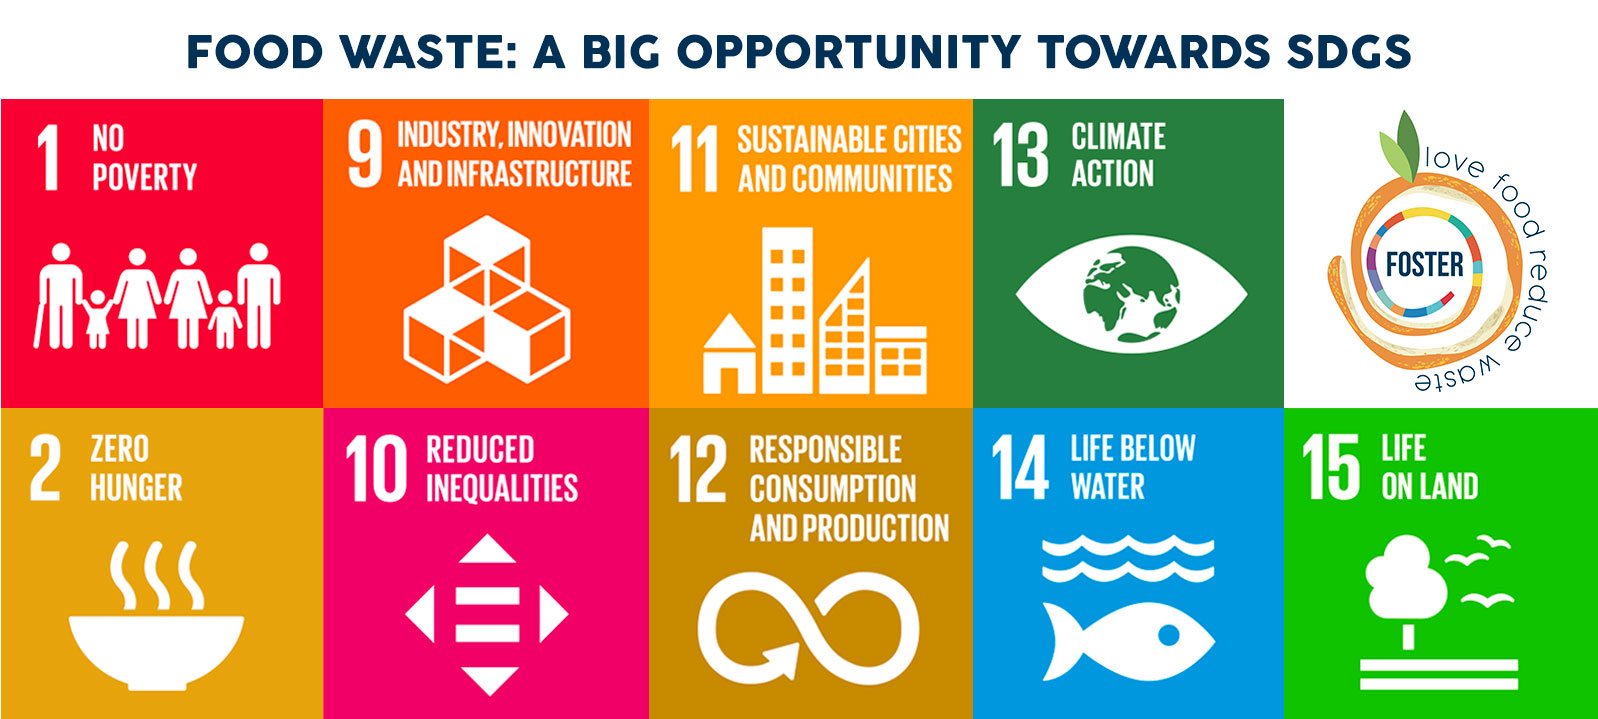 FOOD WASTE: A BIG OPPORTUNITY TOWARDS SDGS
1 NO
POVERTY
9 INDUSTRY, INNOVATION
AND INFRASTRUCTURE
11 SUSTAINABLE CITIES
AND COMMUNITIES
13 CLIMATE
ACTION
love food reduce waste
FOSTER
2 ZERO
HUNGER
10 REDUCED
INEQUALITIES
12 RESPONSIBLE
CONSUMPTION
AND PRODUCTION
14 LIFE BELOW
WATER
15 LIFE
ON LAND